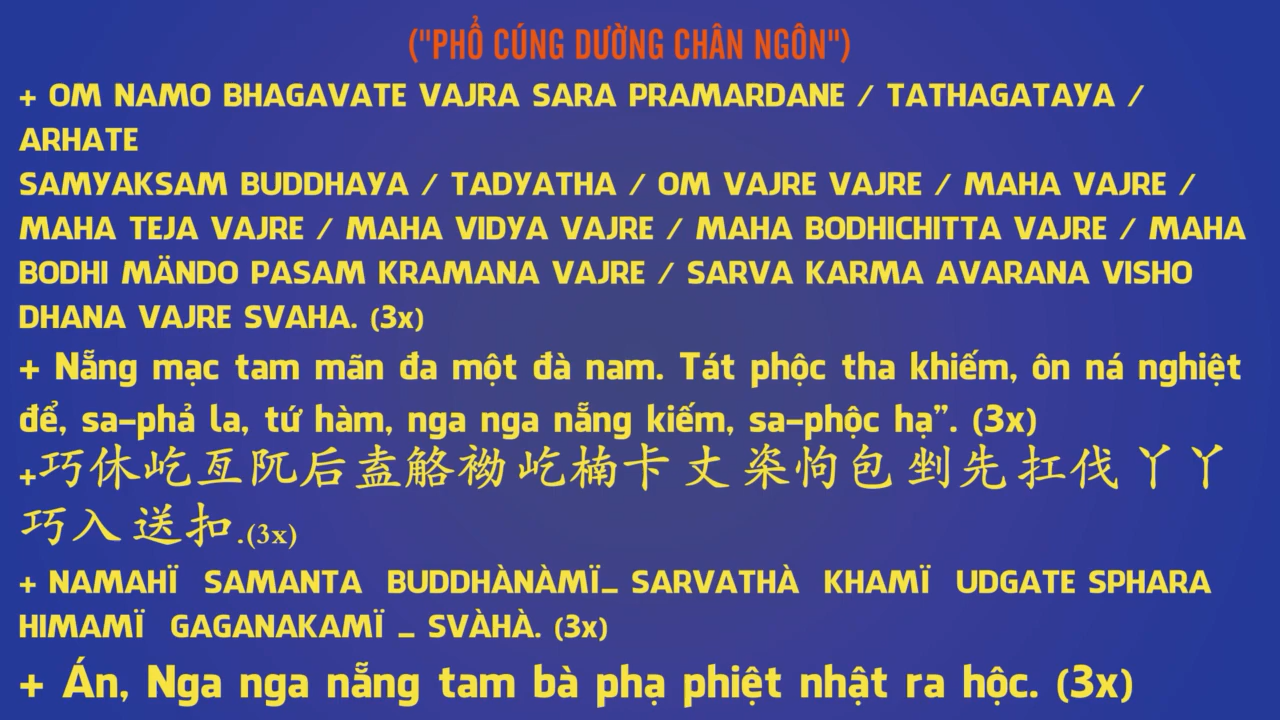 ("PHỔ CÚNG DƯỜNG CHÂN NGÔN")
+ OM NAMO BHAGAVATE VAJRA SARA PRAMARDANE / TATHAGATAYA /
ARHATE
SAMYAKSAM BUDDHAYA / TADYATHA / OM VAJRE VAJRE / MAHA VAJRE /
MAHA TEJA VAJRE / MAHA VIDYA VAJRE / MAHA BODHICHITTA VAJRE / MAHA
BODHI MÄNDO PASAM KRAMANA VAJRE / SARVA KARMA AVARANA VISHO
DHANA VAJRE SVAHA. (3x)
+ Nẵng mạc tam mãn đa một đà nam. Tát phộc tha khiếm, ôn ná nghiệt
để, sa-phả la, tứ hàm, nga nga nẵng kiếm, sa-phộc hạ”. (3x)
+巧休屹亙阢后盍觡袎屹楠卡丈 楶怐包 剉先 扛伐 丫丫
巧入 送扣.(3x)
+ NAMAHÏ SAMANTA BUDDHÀNÀMÏ_ SARVATHÀ KHAMÏ UDGATE SPHARA
HIMAMÏ GAGANAKAMÏ _ SVÀHÀ. (3x)
+ Án, Nga nga nẵng tam bà phạ phiệt nhật ra hộc. (3x)